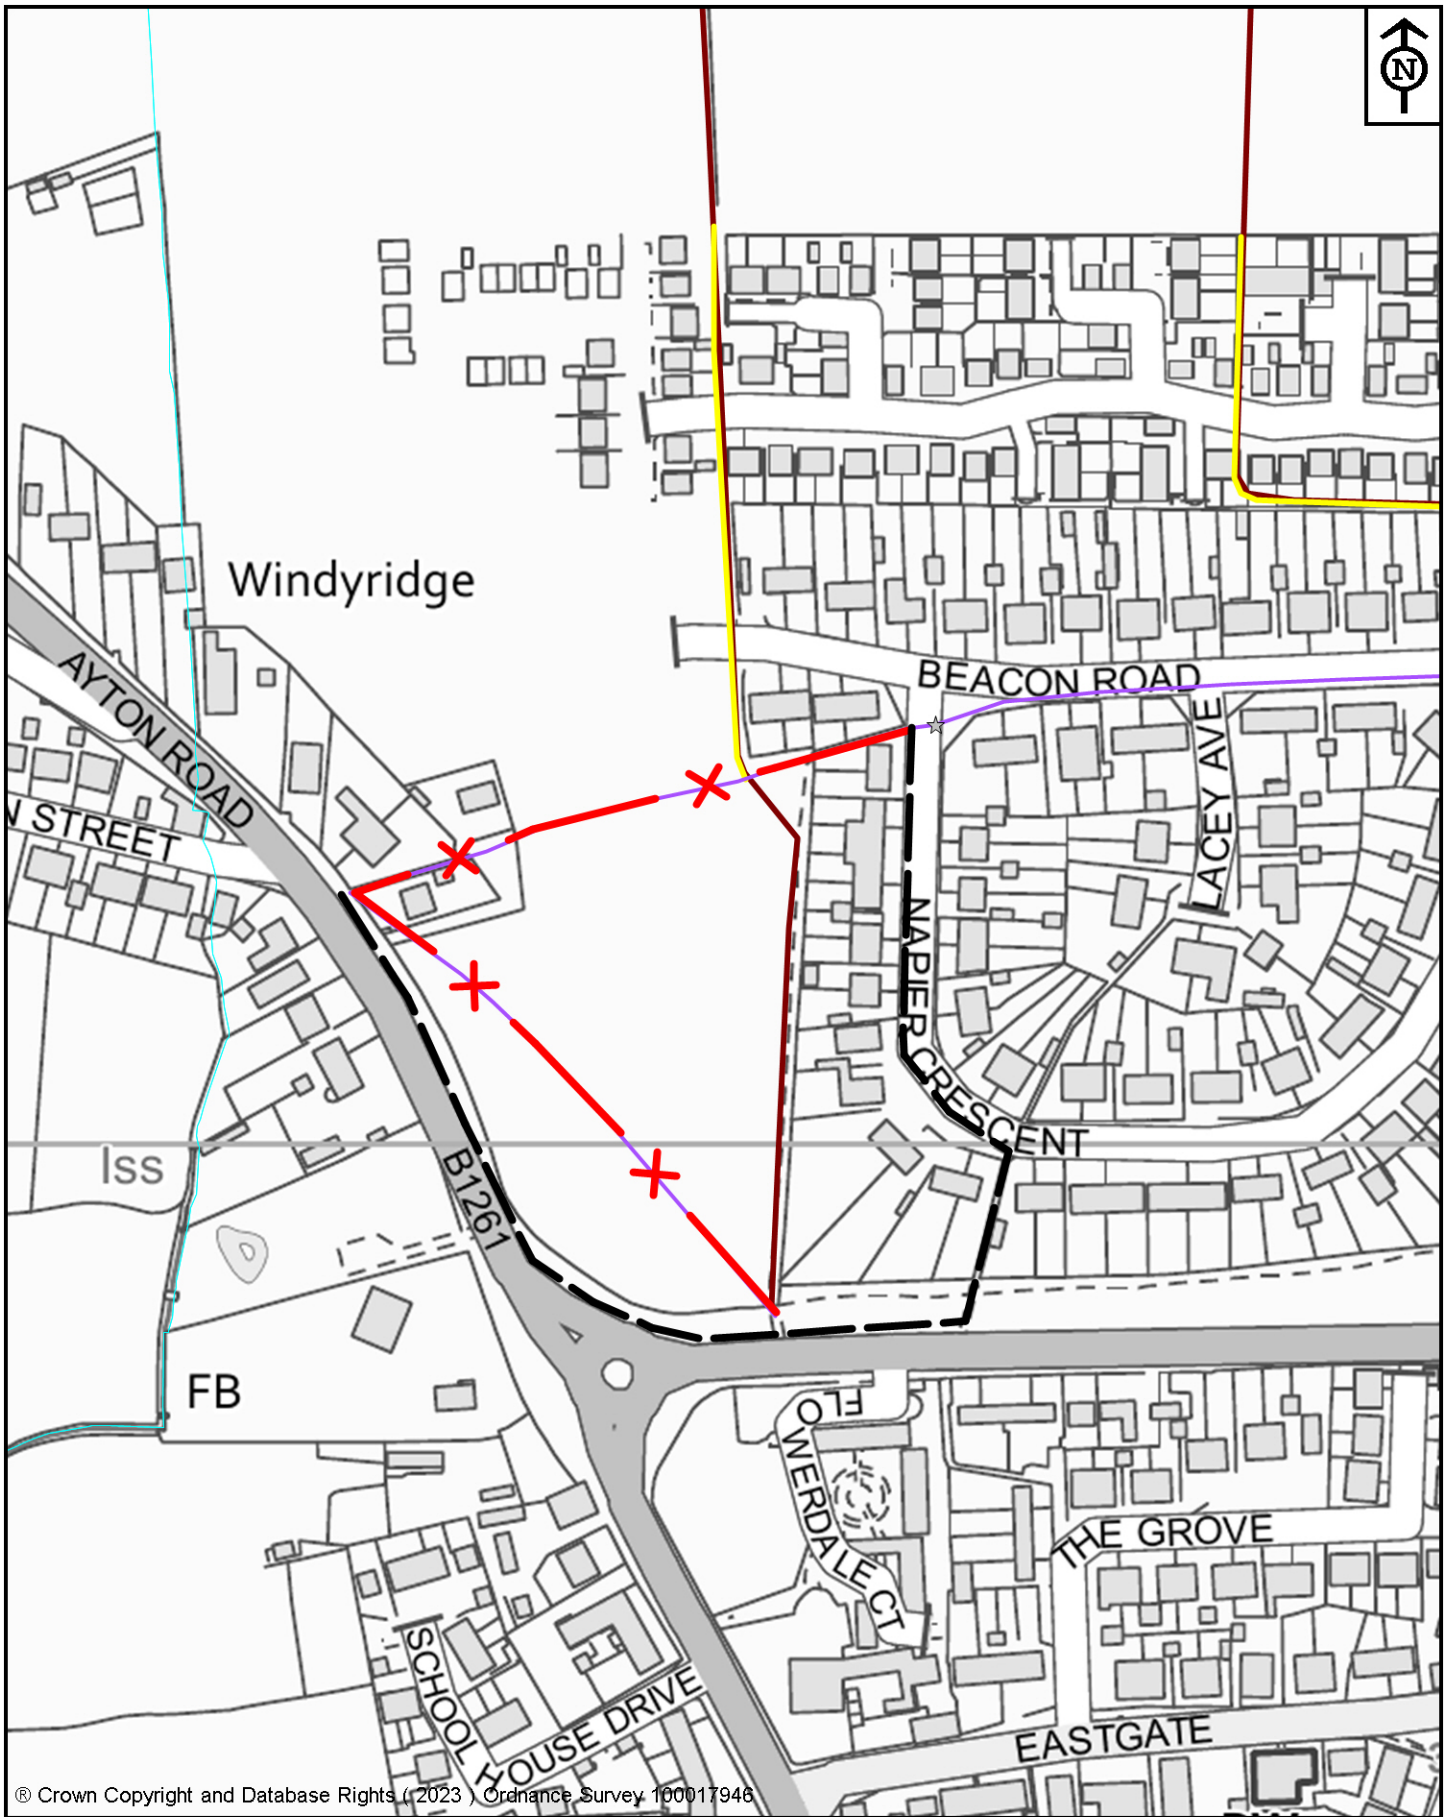 N
Windyridge
AYTON ROAD
BEACON ROAD
LACEY AVE
N STREET
NAPIER CRESCENT
Iss
B1261
FB
FLOWERDALE CT
THE GROVE
SCHOOL HOUSE DRIVE
EASTGATE
® Crown Copyright and Database Rights ( 2023 ) Ordnance Survey 100017946